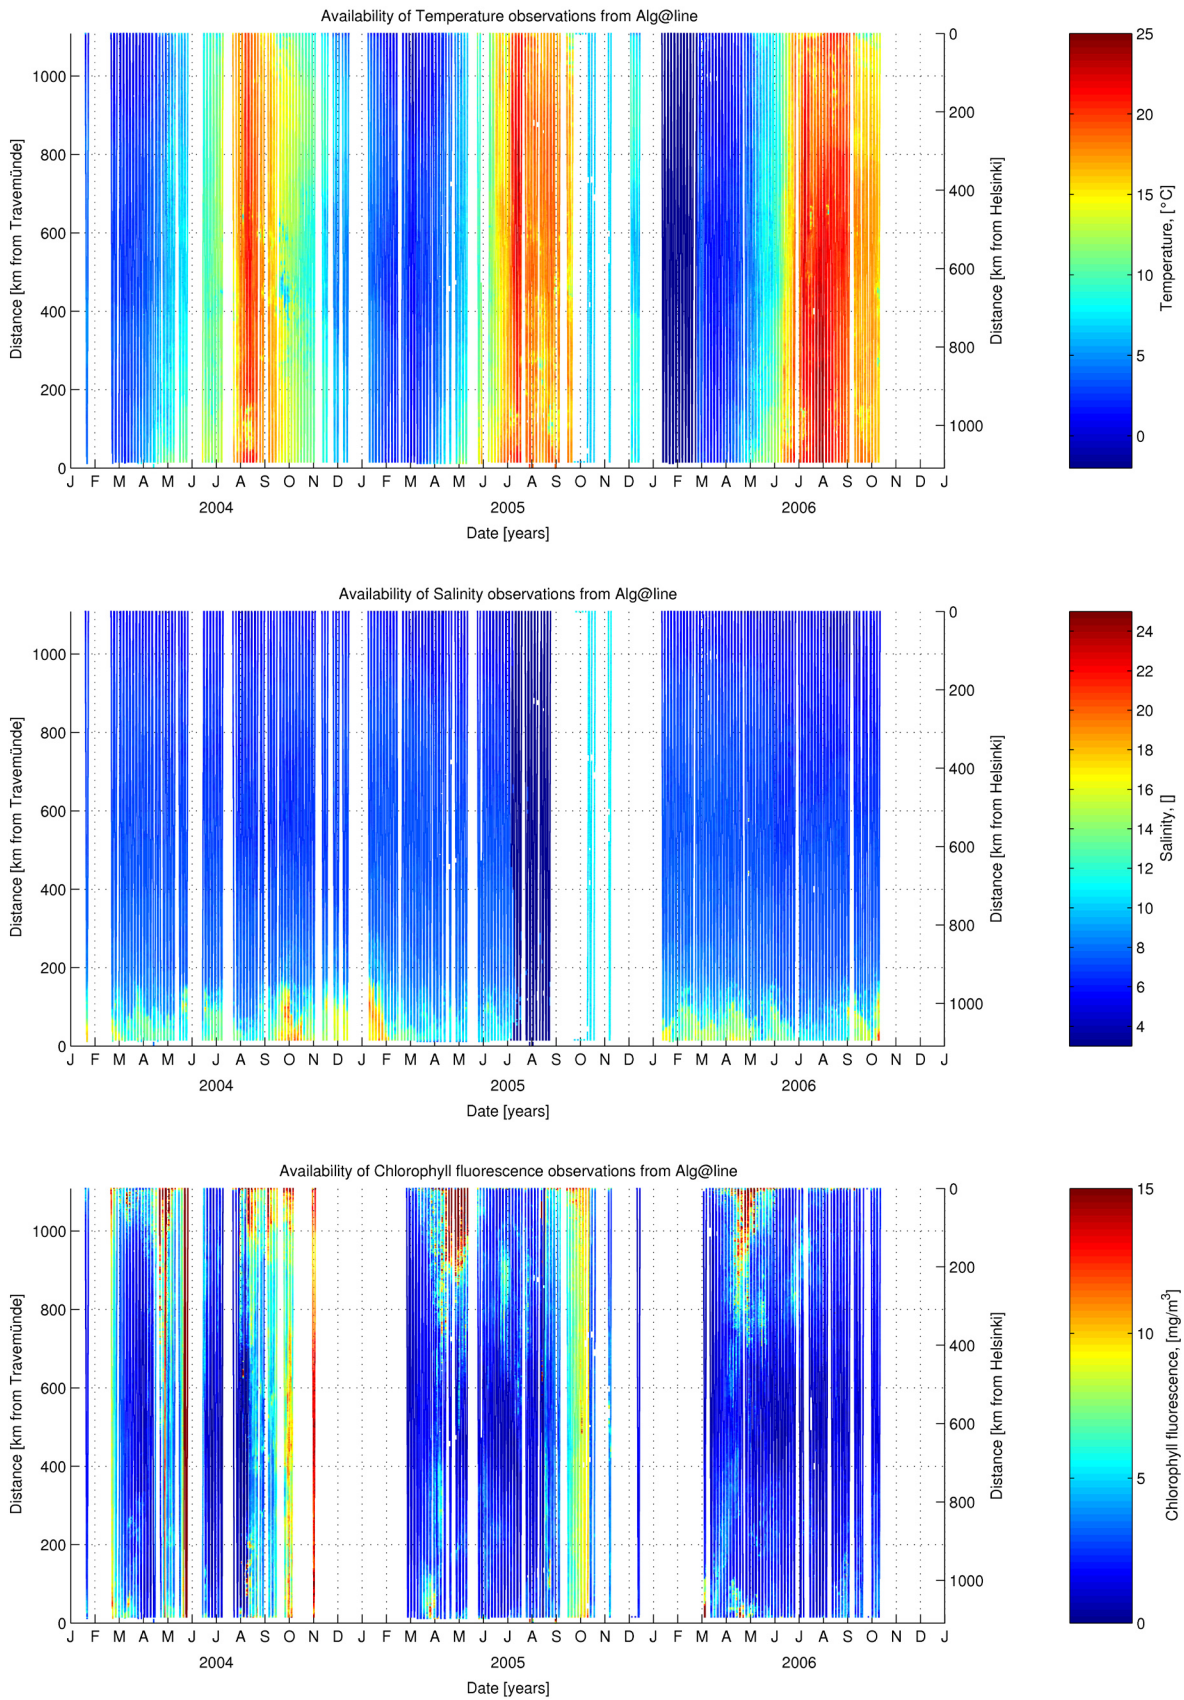 Availability of Temperature observations from Alg@line
1000
800
600
400
200
0
Distance [km from Travemünde]
0
200
400
600
800
1000
Distance [km from Helsinki]
25
20
15
10
5
0
Temperature, [°C]
J F M A M J J A S O N D J F M A M J J A S O N D J F M A M J J A S O N D J
2004 2005 2006
Date [years]
Availability of Salinity observations from Alg@line
1000
800
600
400
200
0
Distance [km from Travemünde]
0
200
400
600
800
1000
Distance [km from Helsinki]
24
22
20
18
16
14
12
10
8
6
4
Salinity, []
J F M A M J J A S O N D J F M A M J J A S O N D J F M A M J J A S O N D J
2004 2005 2006
Date [years]
Availability of Chlorophyll fluorescence observations from Alg@line
1000
800
600
400
200
0
Distance [km from Travemünde]
0
200
400
600
800
1000
Distance [km from Helsinki]
15
10
5
0
Chlorophyll fluorescence, [mg/m³]
J F M A M J J A S O N D J F M A M J J A S O N D J F M A M J J A S O N D J
2004 2005 2006
Date [years]